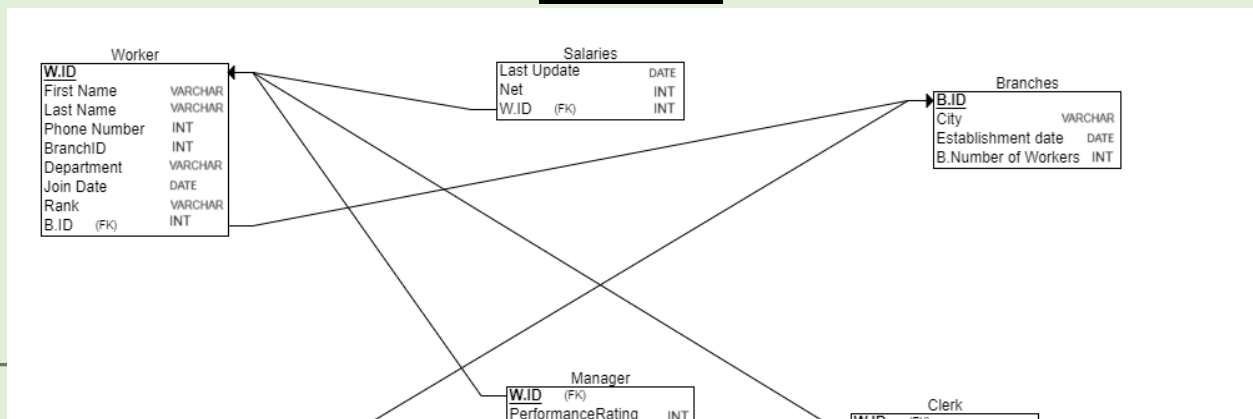 Worker
W.ID
First Name VARCHAR
Last Name VARCHAR
Phone Number INT
BranchID INT
Department VARCHAR
Join Date DATE
Rank VARCHAR
B.ID (FK) INT
Salaries
Last Update DATE
Net INT
W.ID (FK) INT
Branches
B.ID
City VARCHAR
Establishment date DATE
B.Number of Workers INT
Manager
W.ID (FK)
PerformanceRating INT
Clerk
W.ID (FK)